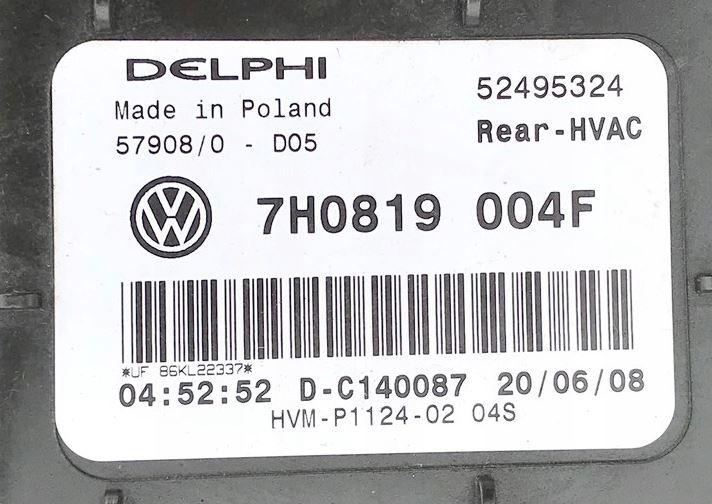 DELPHI
Made in Poland
57908/0 - D05
52495324
Rear-HVAC
VW
7H0819 004F
*UF 86KL22337*
04:52:52 D-C140087 20/06/08
HVM-P1124-02 04S